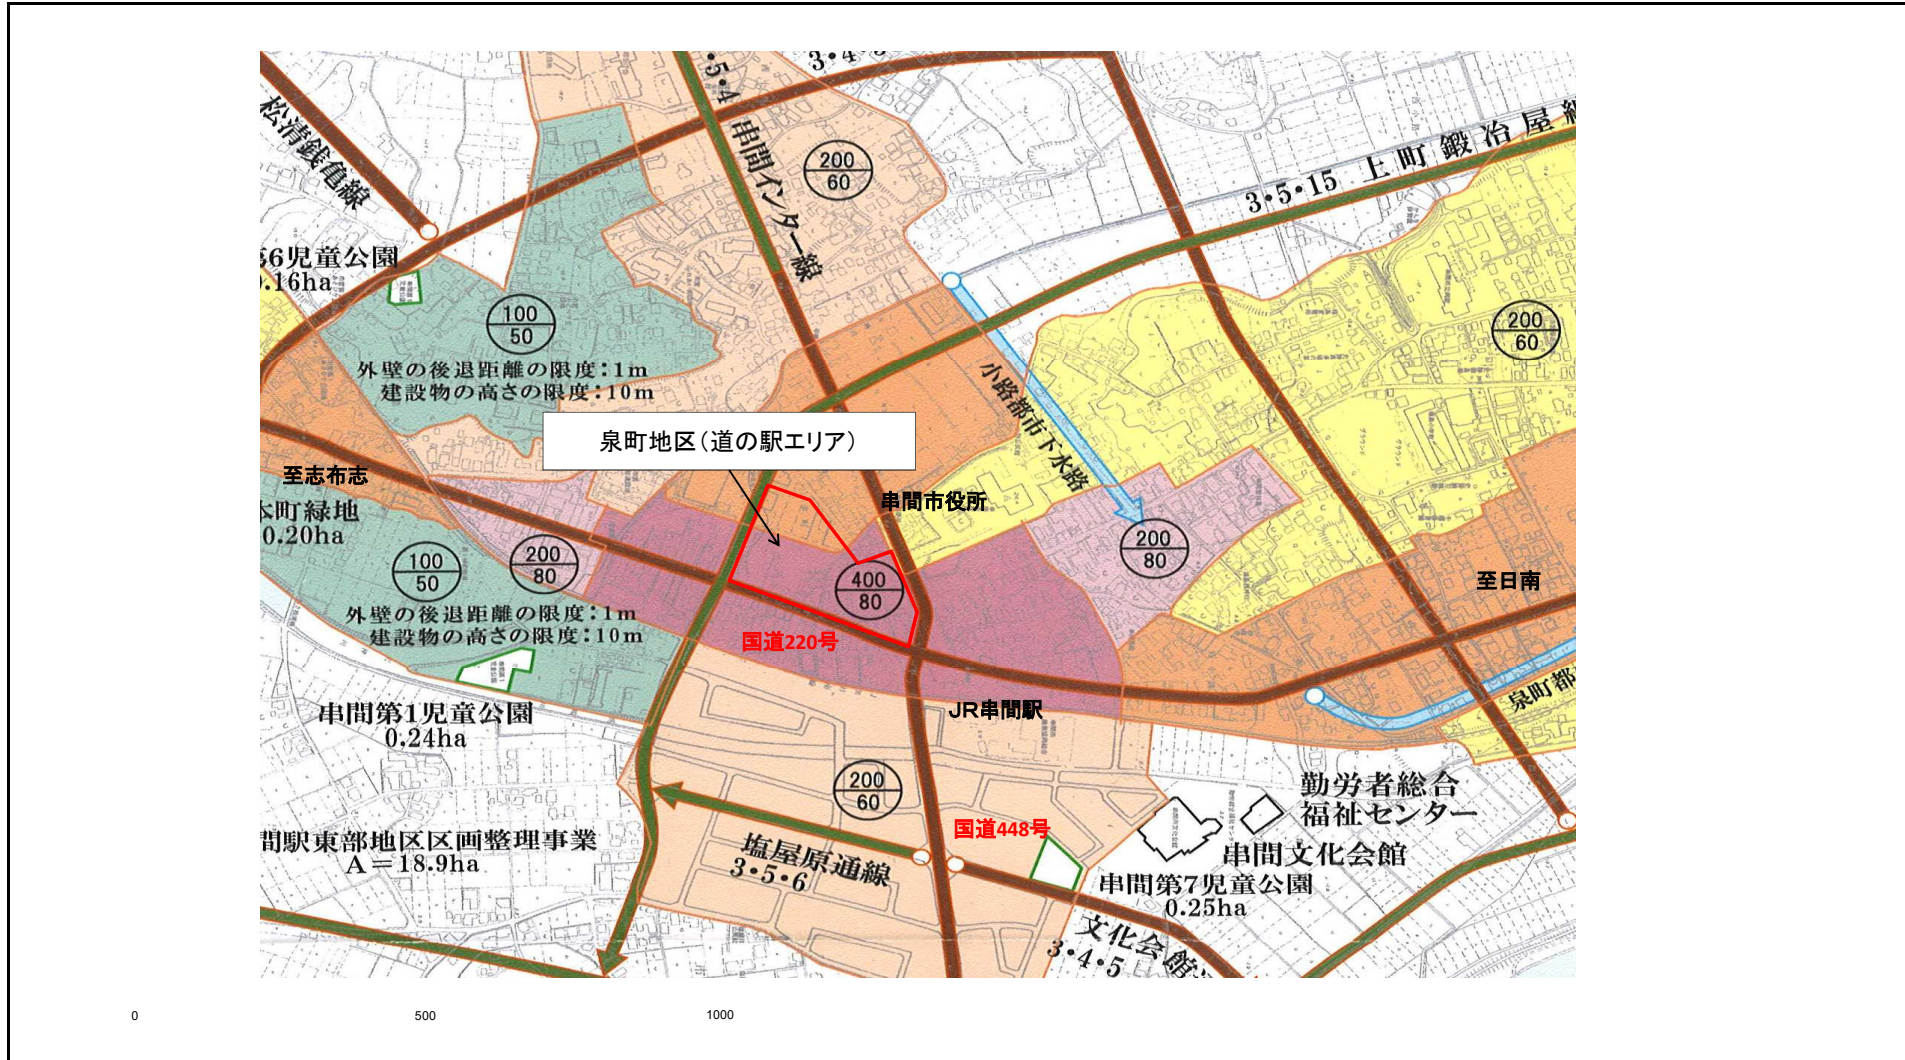 3・4・5
・5・4 串間インター線
松清銭亀線
200
60
3・5・15 上町鍛冶屋線
36児童公園
0.16ha
100
50
外壁の後退距離の限度：1m
建設物の高さの限度：10m
200
60
小路都市下水路
泉町地区（道の駅エリア）
至志布志
串間市役所
本町緑地
0.20ha
100
50
200
80
400
80
200
80
至日南
外壁の後退距離の限度：1m
建設物の高さの限度：10m
国道220号
串間第1児童公園
0.24ha
JR串間駅
泉町都
200
60
勤労者総合
福祉センター
国道448号
間駅東部地区区画整理事業
A＝18.9ha
塩屋原通線
3・5・6
串間文化会館
串間第7児童公園
0.25ha
文化会館
3・4・5
0
500
1000